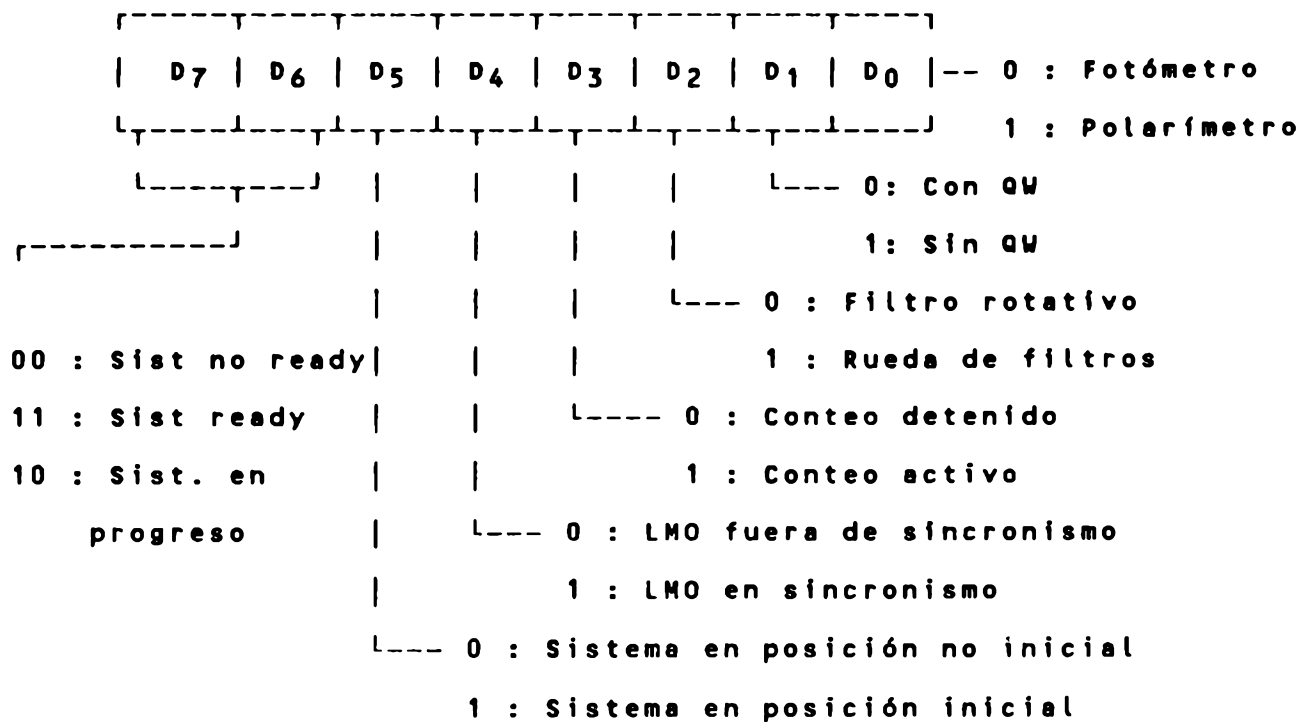 D7 | D6 | D5 | D4 | D3 | D2 | D1 | D0 |-- 0 : Fotómetro
1 : Polarímetro
0: Con QW
1: Sin QW
0 : Filtro rotativo
00 : Sist no ready
1 : Rueda de filtros
11 : Sist ready
0 : Conteo detenido
10 : Sist. en
1 : Conteo activo
progreso
0 : LMO fuera de sincronismo
1 : LMO en sincronismo
0 : Sistema en posición no inicial
1 : Sistema en posición inicial